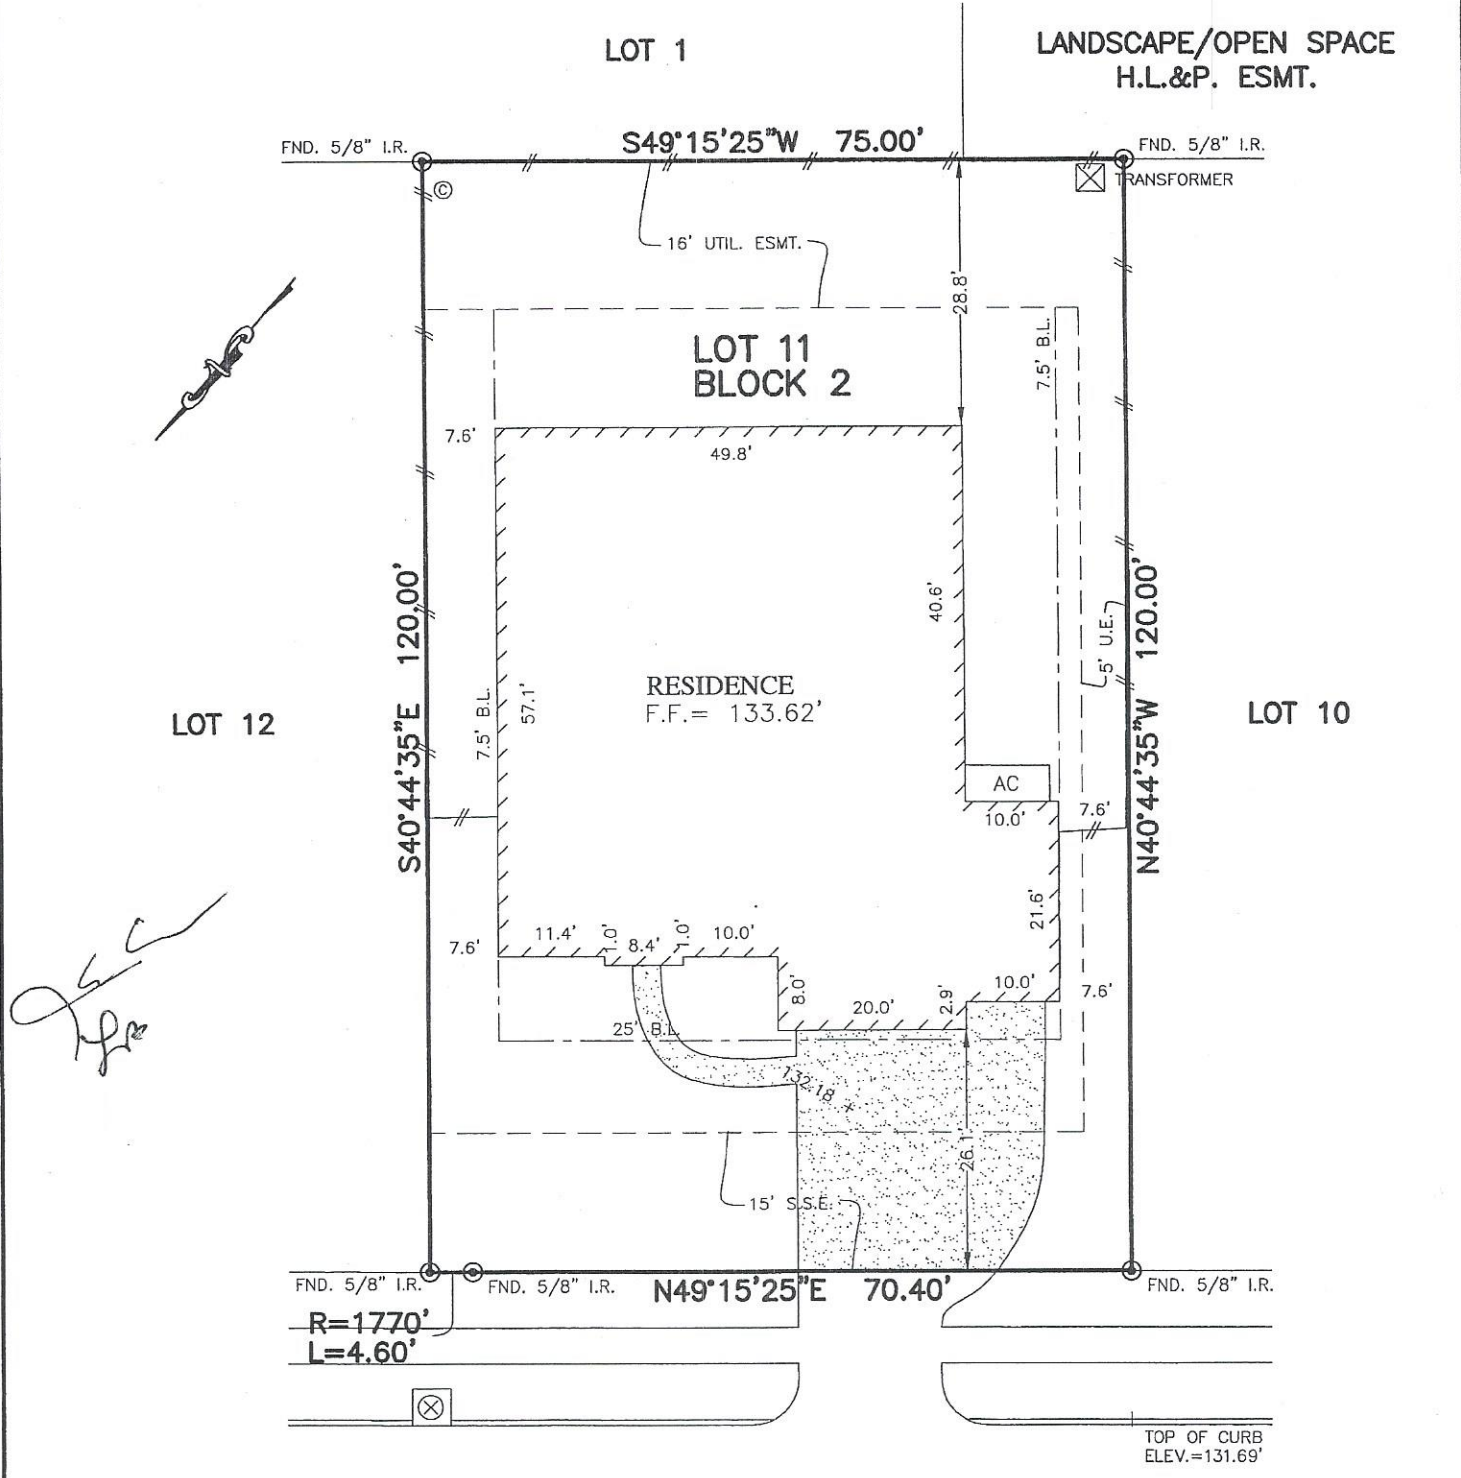 LOT 1
LANDSCAPE/OPEN SPACE
H.L.&P. ESMT.
S49°15'25"W 75.00'
FND. 5/8" I.R.
FND. 5/8" I.R.
©
TRANSFORMER
16' UTIL. ESMT.
28.8'
LOT 11
BLOCK 2
7.5' B.L.
7.6'
49.8'
40.6'
S40°44'35"E 120.00'
N40°44'35"W 120.00'
5' U.E.
RESIDENCE
F.F.= 133.62'
57.1'
7.5' B.L.
LOT 12
LOT 10
AC
10.0'
7.6'
21.6'
11.4'
1.0'
8.4'
1.0'
10.0'
7.6'
8.0'
20.0'
2.9'
10.0'
7.6'
25' B.L.
132.18 +
26.1'
15' S.S.E.
FND. 5/8" I.R.
FND. 5/8" I.R.
N49°15'25"E 70.40'
FND. 5/8" I.R.
R=1770'
L=4.60'
TOP OF CURB
ELEV.=131.69'